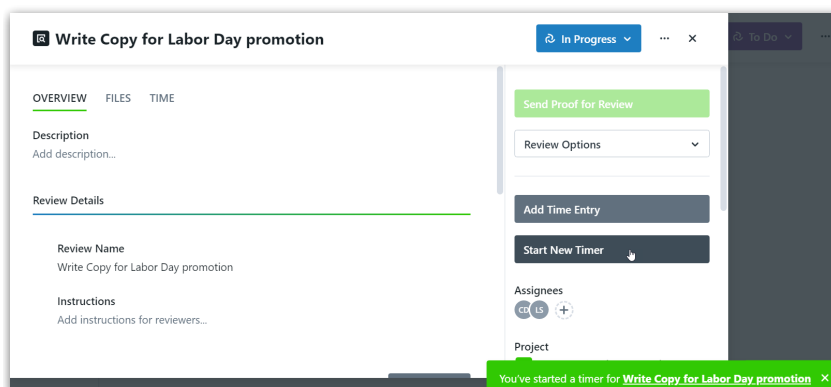 Write Copy for Labor Day promotion
In Progress
To Do
OVERVIEW FILES TIME
Description
Add description...
Review Details
Review Name
Write Copy for Labor Day promotion
Instructions
Add instructions for reviewers...
Send Proof for Review
Review Options
Add Time Entry
Start New Timer
Assignees
CD LS
Project
You've started a timer for Write Copy for Labor Day promotion